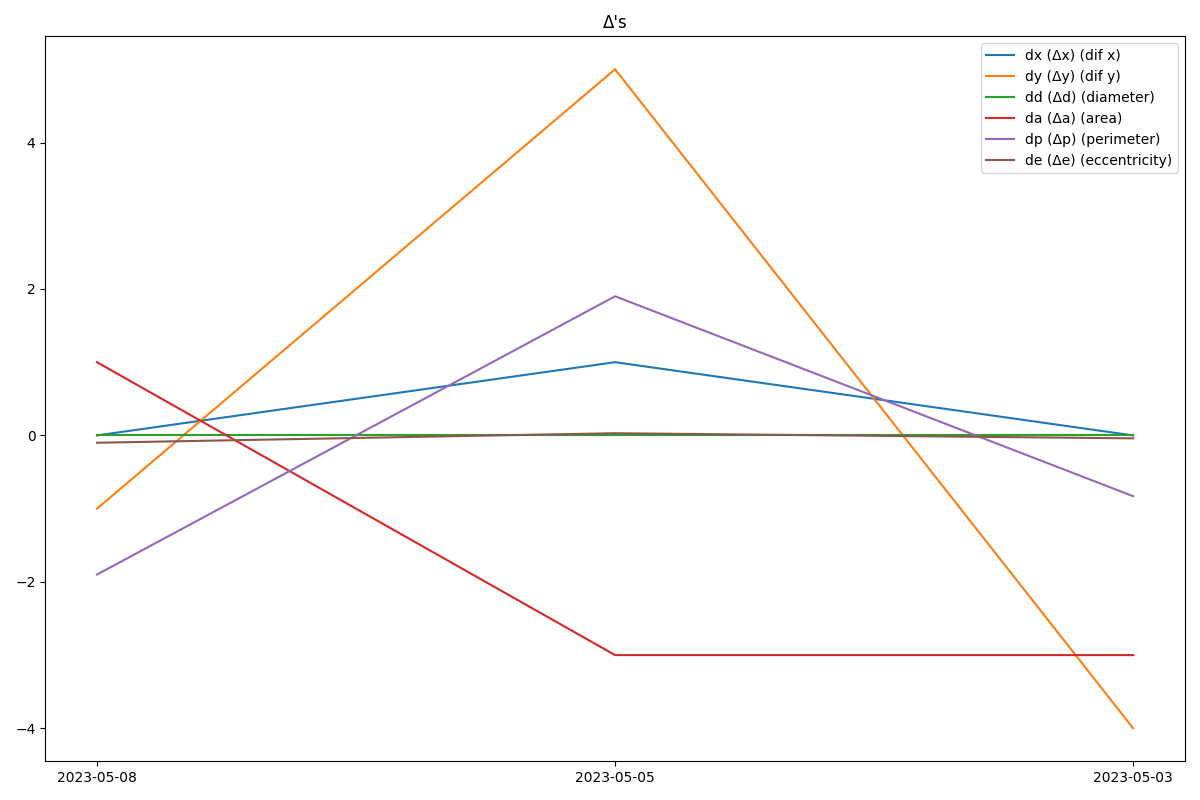 Δ's
dx (Δx) (dif x)
dy (Δy) (dif y)
dd (Δd) (diameter)
da (Δa) (area)
dp (Δp) (perimeter)
de (Δe) (eccentricity)
4
2
0
−2
−4
2023-05-08
2023-05-05
2023-05-03